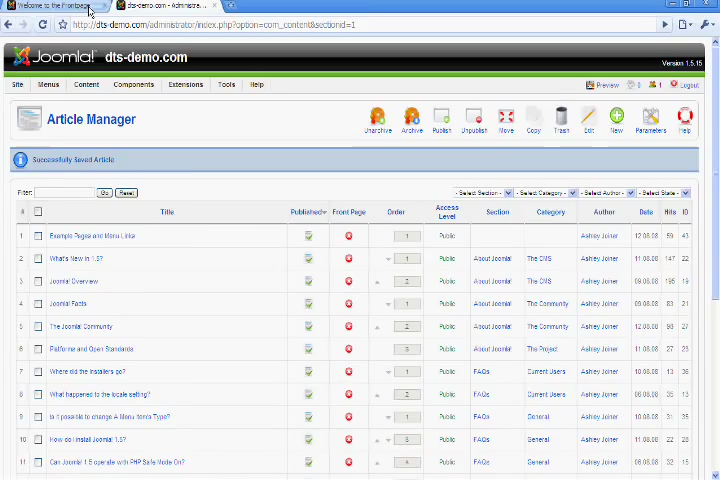 Welcome to the Frontpage
dts-demo.com - Administra...
http://dts-demo.com/administrator/index.php?option=com_content&sectionid=1
Joomla! dts-demo.com
Version 1.5.15
Site Menus Content Components Extensions Tools Help
Preview 0 1 Logout
Article Manager
Unarchive Archive Publish Unpublish Move Copy Trash Edit New Parameters Help
Successfully Saved Article
Filter: Go Reset
- Select Section - - Select Category - - Select Author - - Select State -
# Title Published Front Page Order Access Level Section Category Author Date Hits ID
1 Example Pages and Menu Links 1 Public Ashley Joiner 12.08.08 59 43
2 What's New in 1.5? 1 Public About Joomla! The CMS Ashley Joiner 11.08.08 147 22
3 Joomla! Overview 2 Public About Joomla! The CMS Ashley Joiner 09.08.08 195 19
4 Joomla! Facts 1 Public About Joomla! The Community Ashley Joiner 09.08.08 83 21
5 The Joomla! Community 2 Public About Joomla! The Community Ashley Joiner 12.08.08 98 27
6 Platforms and Open Standards 3 Public About Joomla! The Project Ashley Joiner 11.08.08 27 23
7 Where did the Installers go? 1 Public FAQs Current Users Ashley Joiner 10.08.08 13 36
8 What happened to the locale setting? 2 Public FAQs Current Users Ashley Joiner 06.08.08 35 13
9 Is it possible to change A Menu Item's Type? 1 Public FAQs General Ashley Joiner 10.08.08 31 35
10 How do I install Joomla! 1.5? 3 Public FAQs General Ashley Joiner 11.08.08 22 28
11 Can Joomla! 1.5 operate with PHP Safe Mode On? 4 Public FAQs General Ashley Joiner 06.08.08 32 15